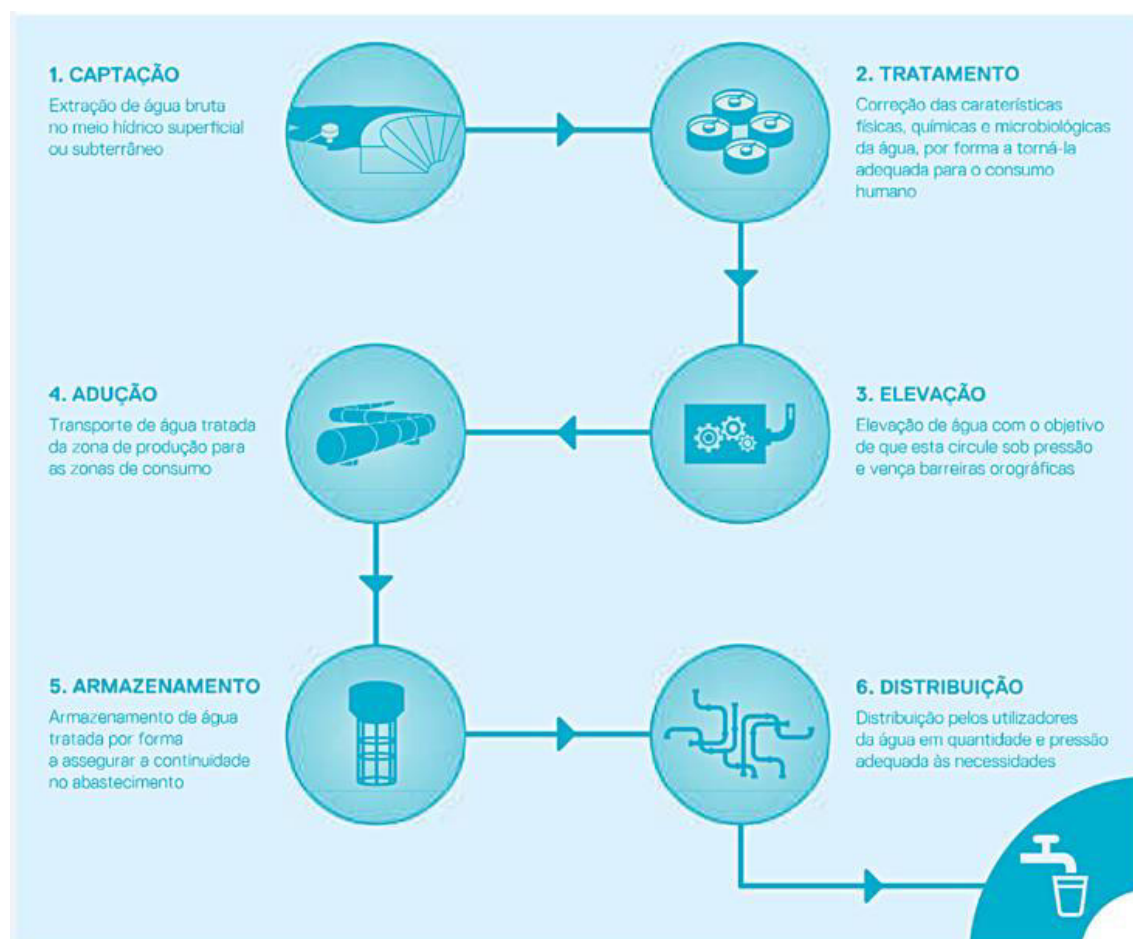 1. CAPTAÇÃO
Extração de água bruta
no meio hídrico superficial
ou subterrâneo
2. TRATAMENTO
Correção das caraterísticas
físicas, químicas e microbiológicas
da água, por forma a torná-la
adequada para o consumo
humano
3. ELEVAÇÃO
Elevação de água com o objetivo
de que esta circule sob pressão
e vença barreiras orográficas
4. ADUÇÃO
Transporte de água tratada
da zona de produção para
as zonas de consumo
5. ARMAZENAMENTO
Armazenamento de água
tratada por forma
a assegurar a continuidade
no abastecimento
6. DISTRIBUIÇÃO
Distribuição pelos utilizadores
da água em quantidade e pressão
adequada às necessidades